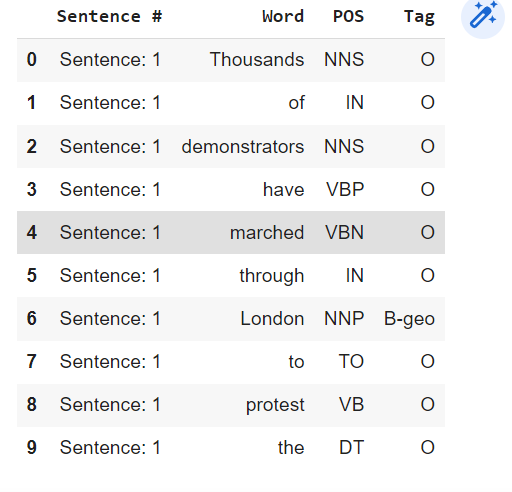 Sentence # Word POS Tag
0 Sentence: 1 Thousands NNS O
1 Sentence: 1 of IN O
2 Sentence: 1 demonstrators NNS O
3 Sentence: 1 have VBP O
4 Sentence: 1 marched VBN O
5 Sentence: 1 through IN O
6 Sentence: 1 London NNP B-geo
7 Sentence: 1 to TO O
8 Sentence: 1 protest VB O
9 Sentence: 1 the DT O